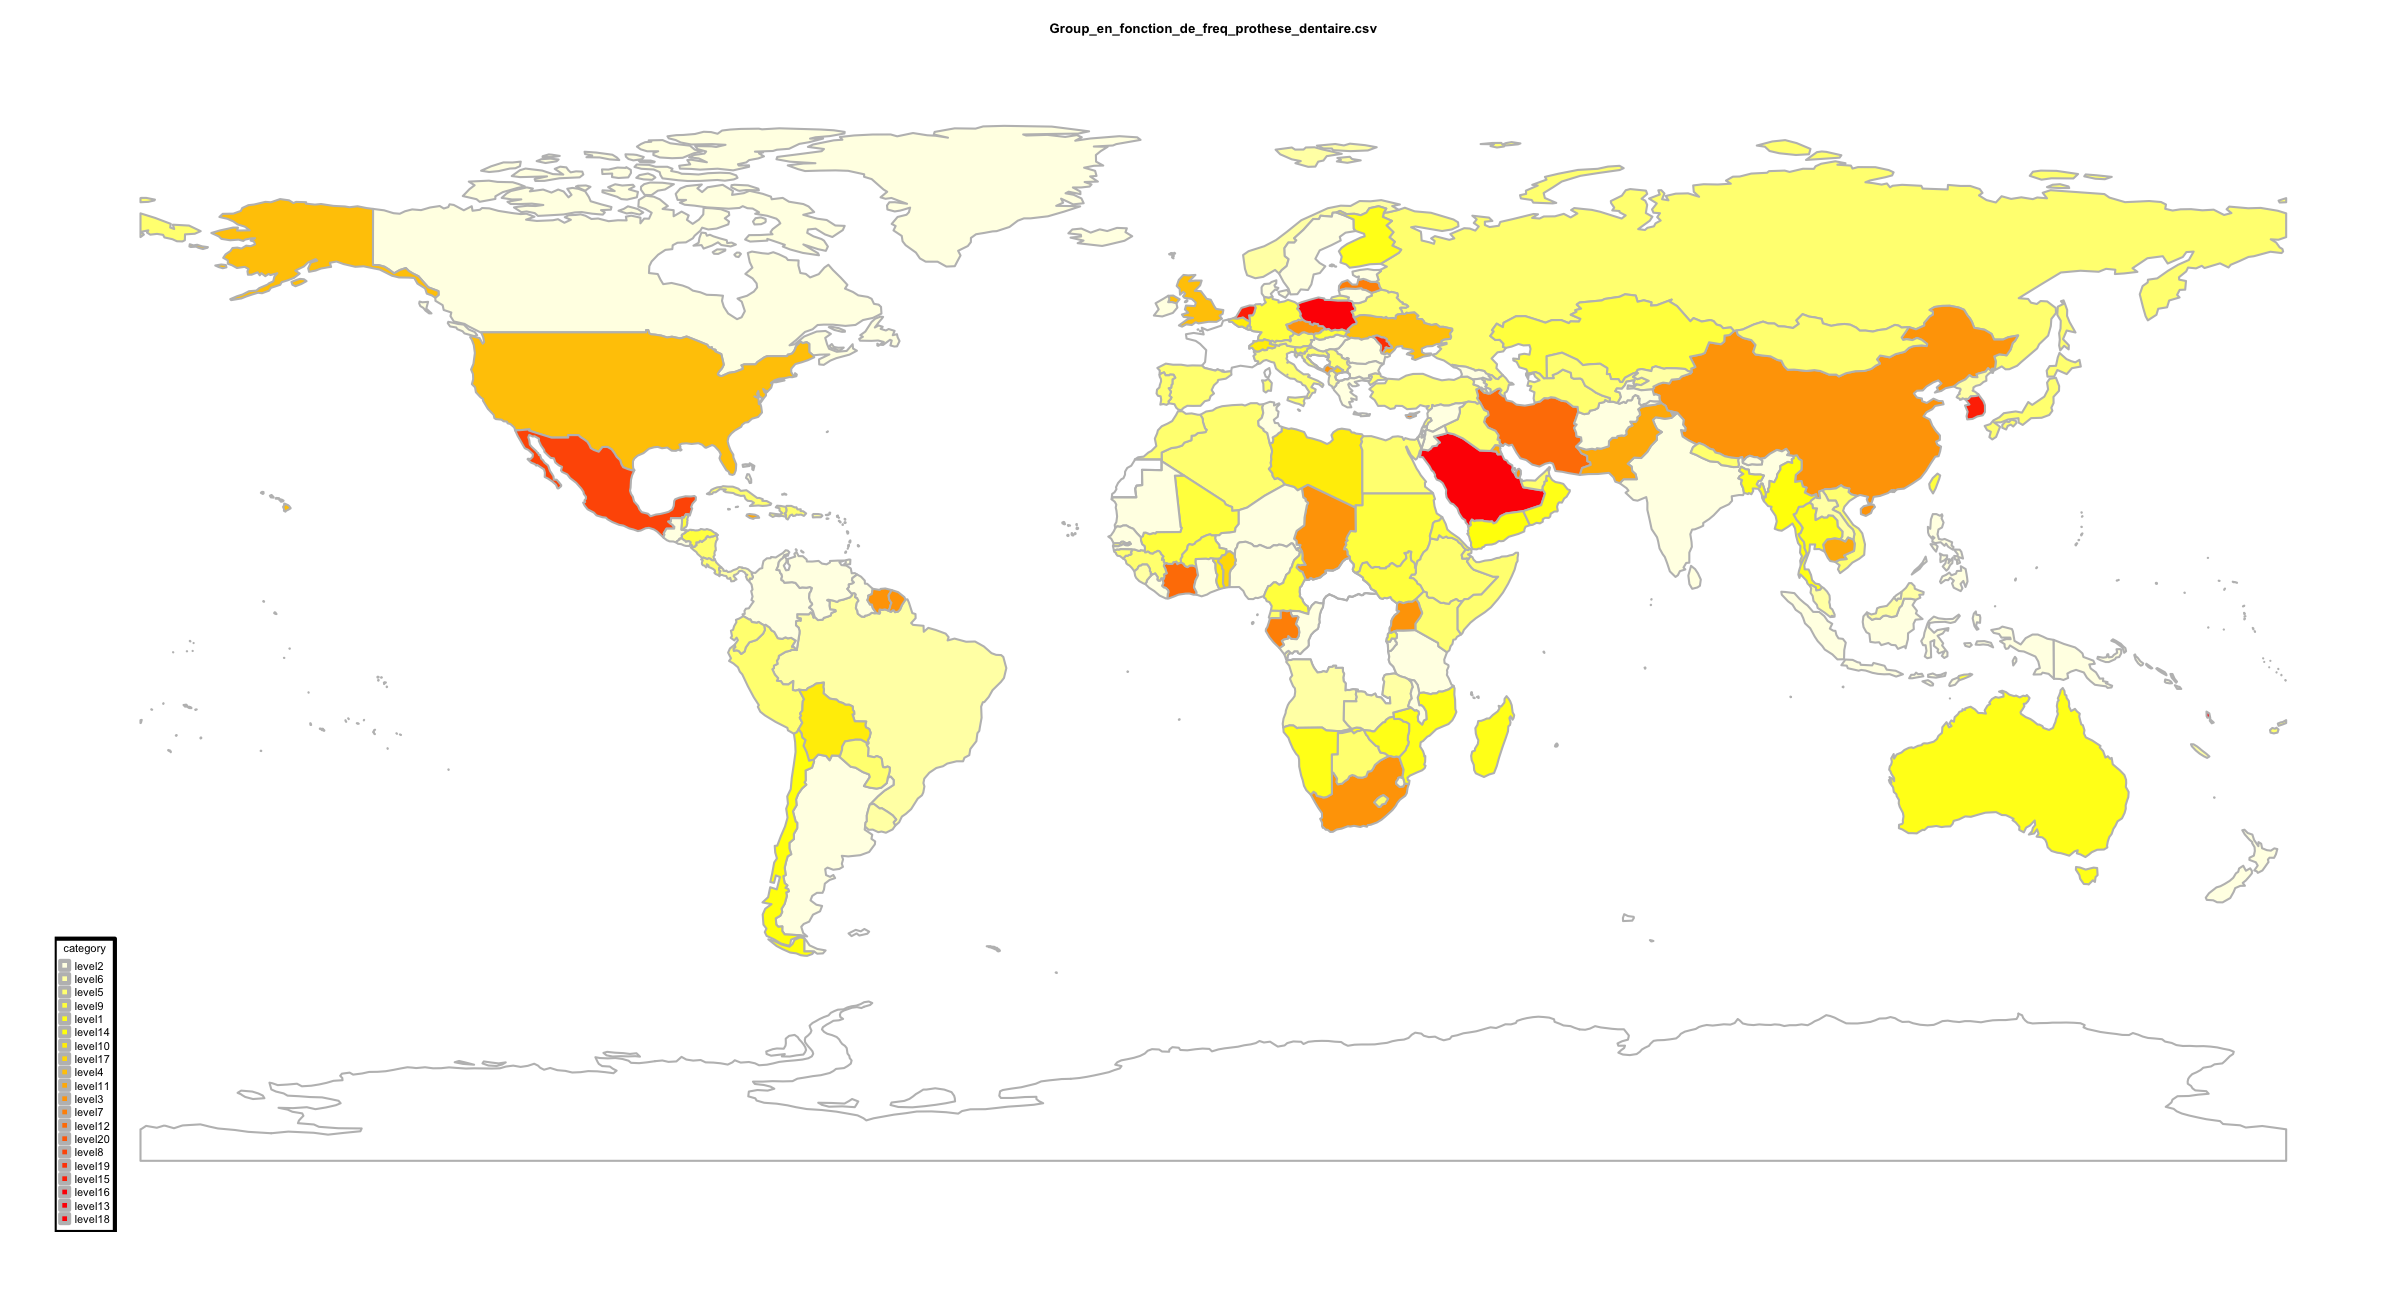 Group_en_fonction_de_freq_prothese_dentaire.csv
category
level2
level6
level5
level9
level1
level14
level10
level17
level4
level11
level3
level7
level12
level20
level8
level19
level15
level16
level13
level18